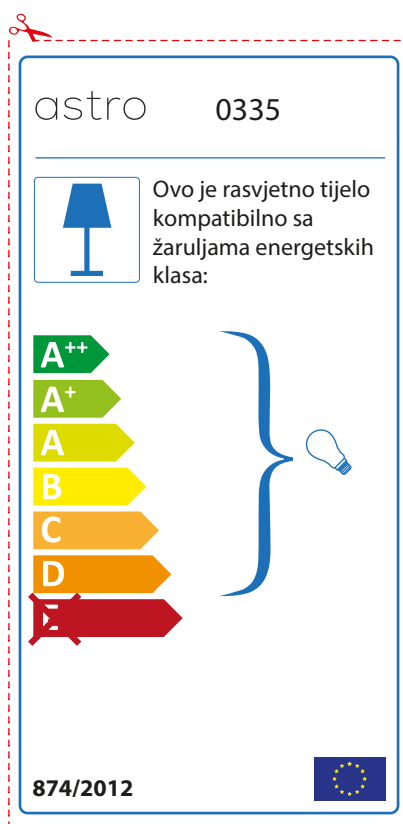 astro 0335
Ovo je rasvjetno tijelo
kompatibilno sa
žaruljama energetskih
klasa:
A++
A+
A
B
C
D
E
874/2012